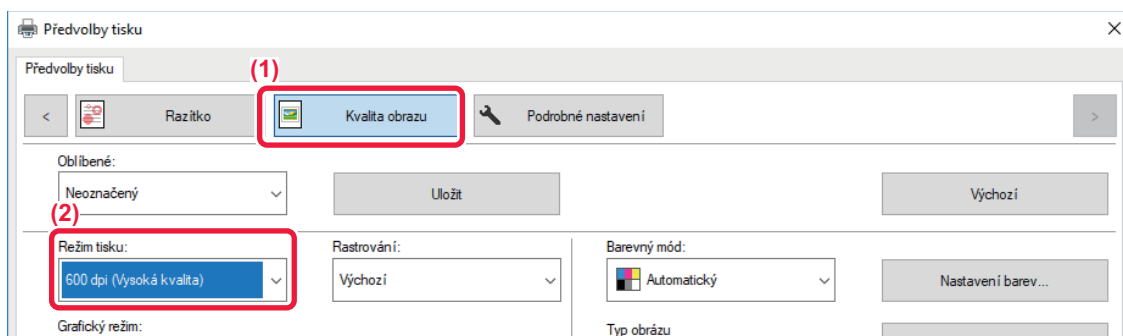 Předvolby tisku
Předvolby tisku
(1)
< Razítko Kvalita obrazu Podrobné nastavení >
Oblíbené:
Neoznačený Uložit Výchozí
(2)
Režim tisku: Rastrování: Barevný mód:
600 dpi (Vysoká kvalita) Výchozí Automatický Nastavení barev...
Grafický režim: Typ obrázu